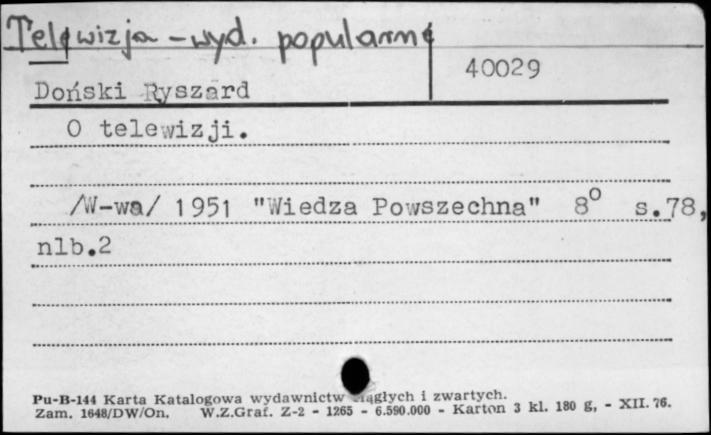 Telewizja - wyd. popularne
40029
Doński Ryszard
O telewizji.
/W-wa/ 1951 "Wiedza Powszechna" 8° s.78,
nlb.2
Pu-B-144 Karta Katalogowa wydawnictw ciągłych i zwartych.
Zam. 1648/DW/On. W.Z.Graf. Z-2 - 1265 - 6.590.000 - Karton 3 kl. 180 g, - XII. 76.